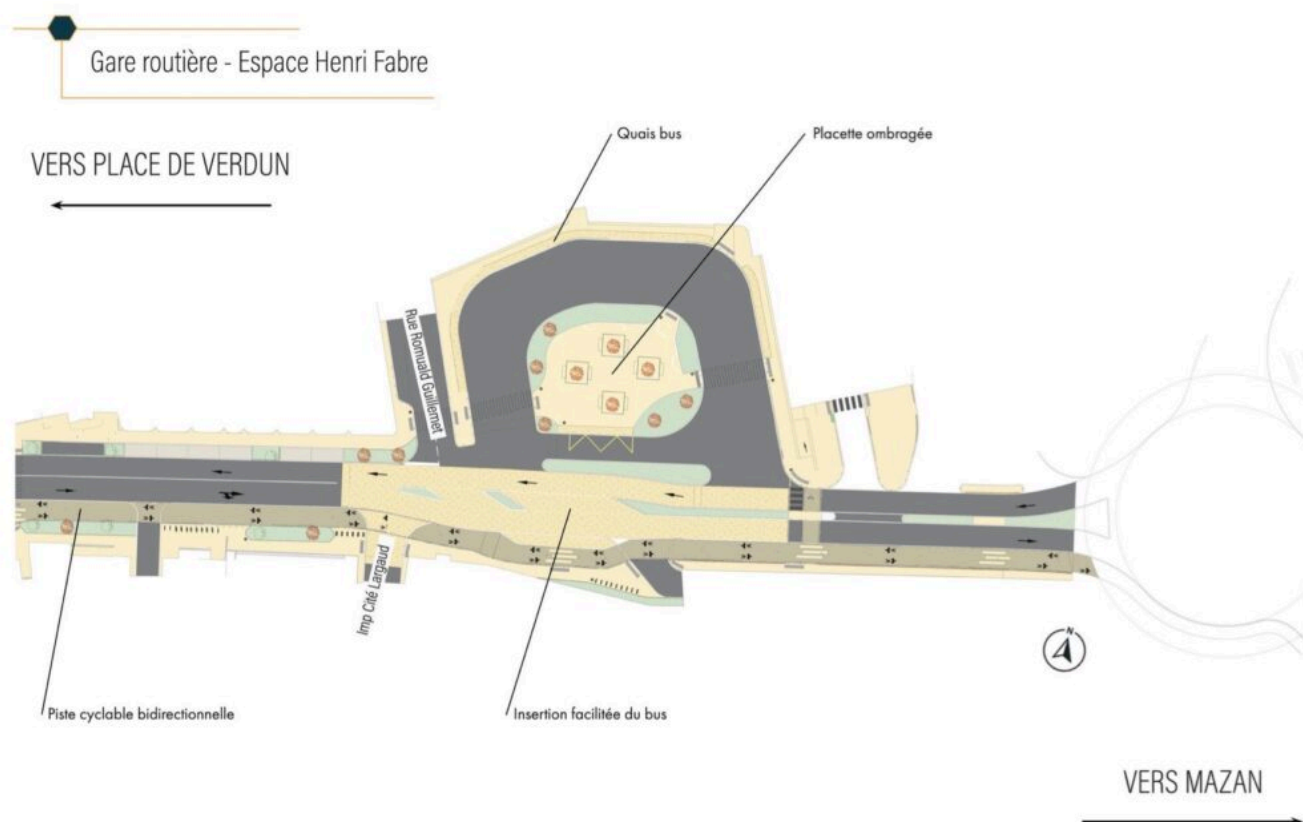 Gare routière - Espace Henri Fabre
VERS PLACE DE VERDUN
Quais bus
Placette ombragée
Rue Romuald Guillemet
Imp Cité Largaud
N
Piste cyclable bidirectionnelle
Insertion facilitée du bus
VERS MAZAN